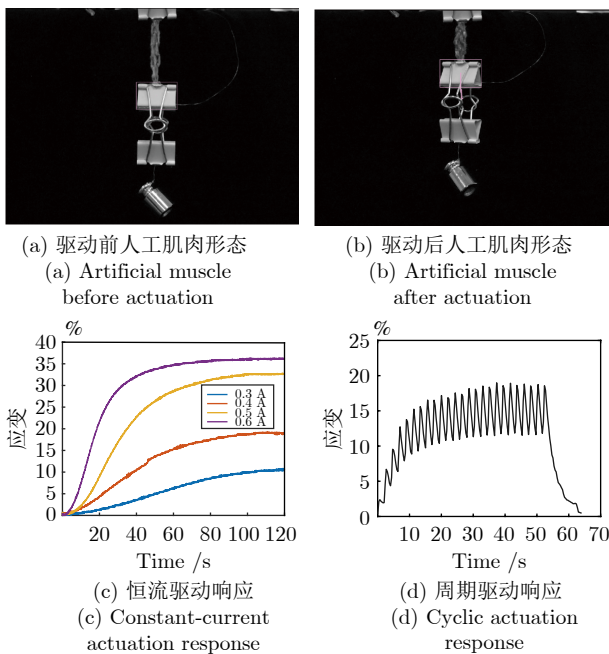 (a) 驱动前人工肌肉形态
(a) Artificial muscle
before actuation
(b) 驱动后人工肌肉形态
(b) Artificial muscle
after actuation
%
40
35
30
25
20
15
10
5
0
应变
0.3 A
0.4 A
0.5 A
0.6 A
20 40 60 80 100 120
Time /s
(c) 恒流驱动响应
(c) Constant-current
actuation response
%
25
20
15
10
5
0
应变
10 20 30 40 50 60 70
Time /s
(d) 周期驱动响应
(d) Cyclic actuation
response